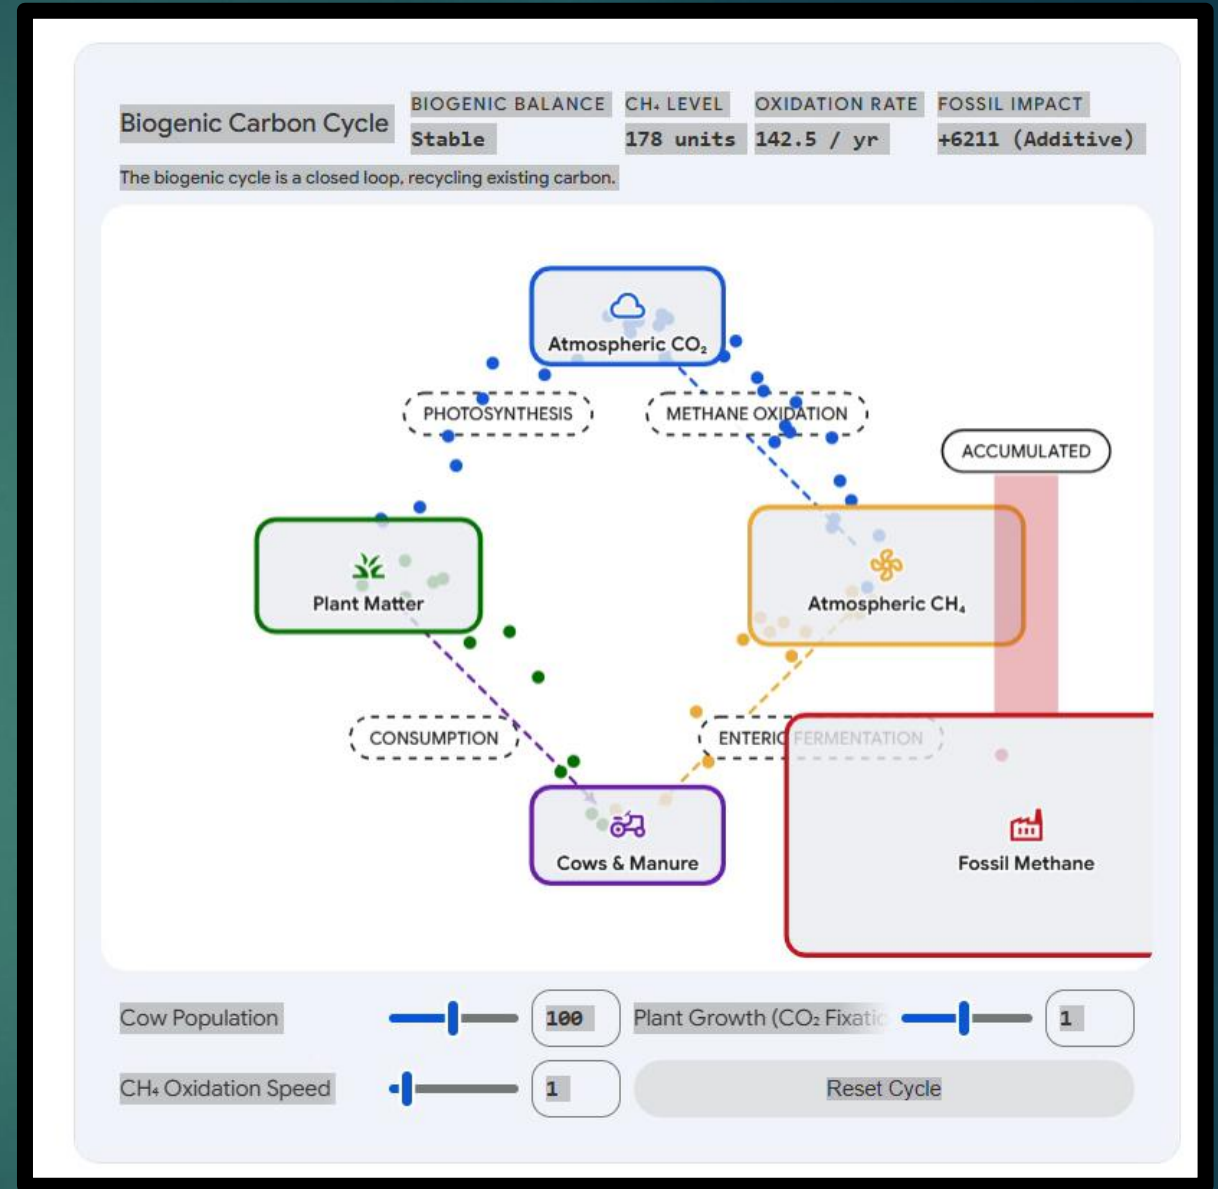 Biogenic Carbon Cycle
BIOGENIC BALANCE
Stable
CH₄ LEVEL
178 units
OXIDATION RATE
142.5 / yr
FOSSIL IMPACT
+6211 (Additive)
The biogenic cycle is a closed loop, recycling existing carbon.
Atmospheric CO₂
PHOTOSYNTHESIS
METHANE OXIDATION
ACCUMULATED
Plant Matter
Atmospheric CH₄
CONSUMPTION
ENTERIC FERMENTATION
Cows & Manure
Fossil Methane
Cow Population
100
Plant Growth (CO₂ Fixatio
1
CH₄ Oxidation Speed
1
Reset Cycle